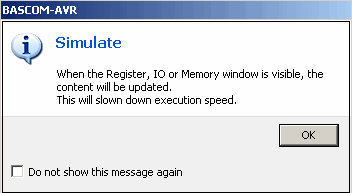 BASCOM-AVR
Simulate
When the Register, IO or Memory window is visible, the
content will be updated.
This will slown down execution speed.
OK
Do not show this message again